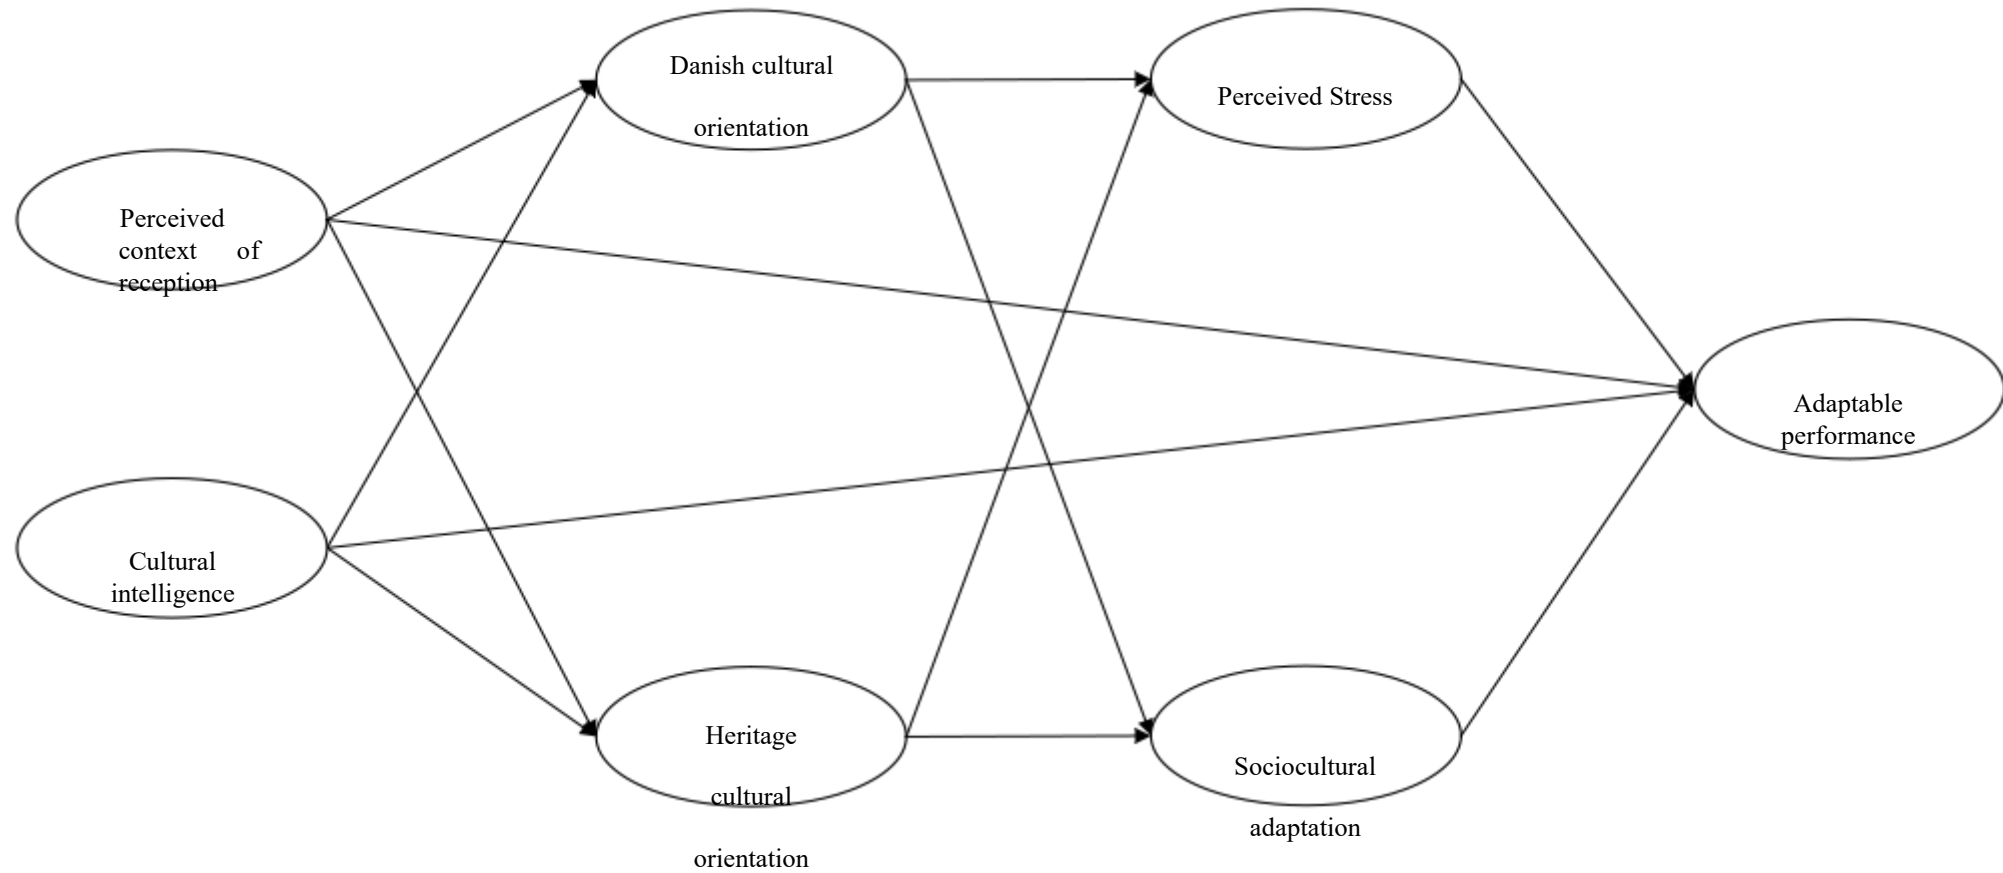 Danish cultural
orientation
Perceived Stress
Perceived
context of
reception
Adaptable
performance
Cultural
intelligence
Heritage
cultural
orientation
Sociocultural
adaptation